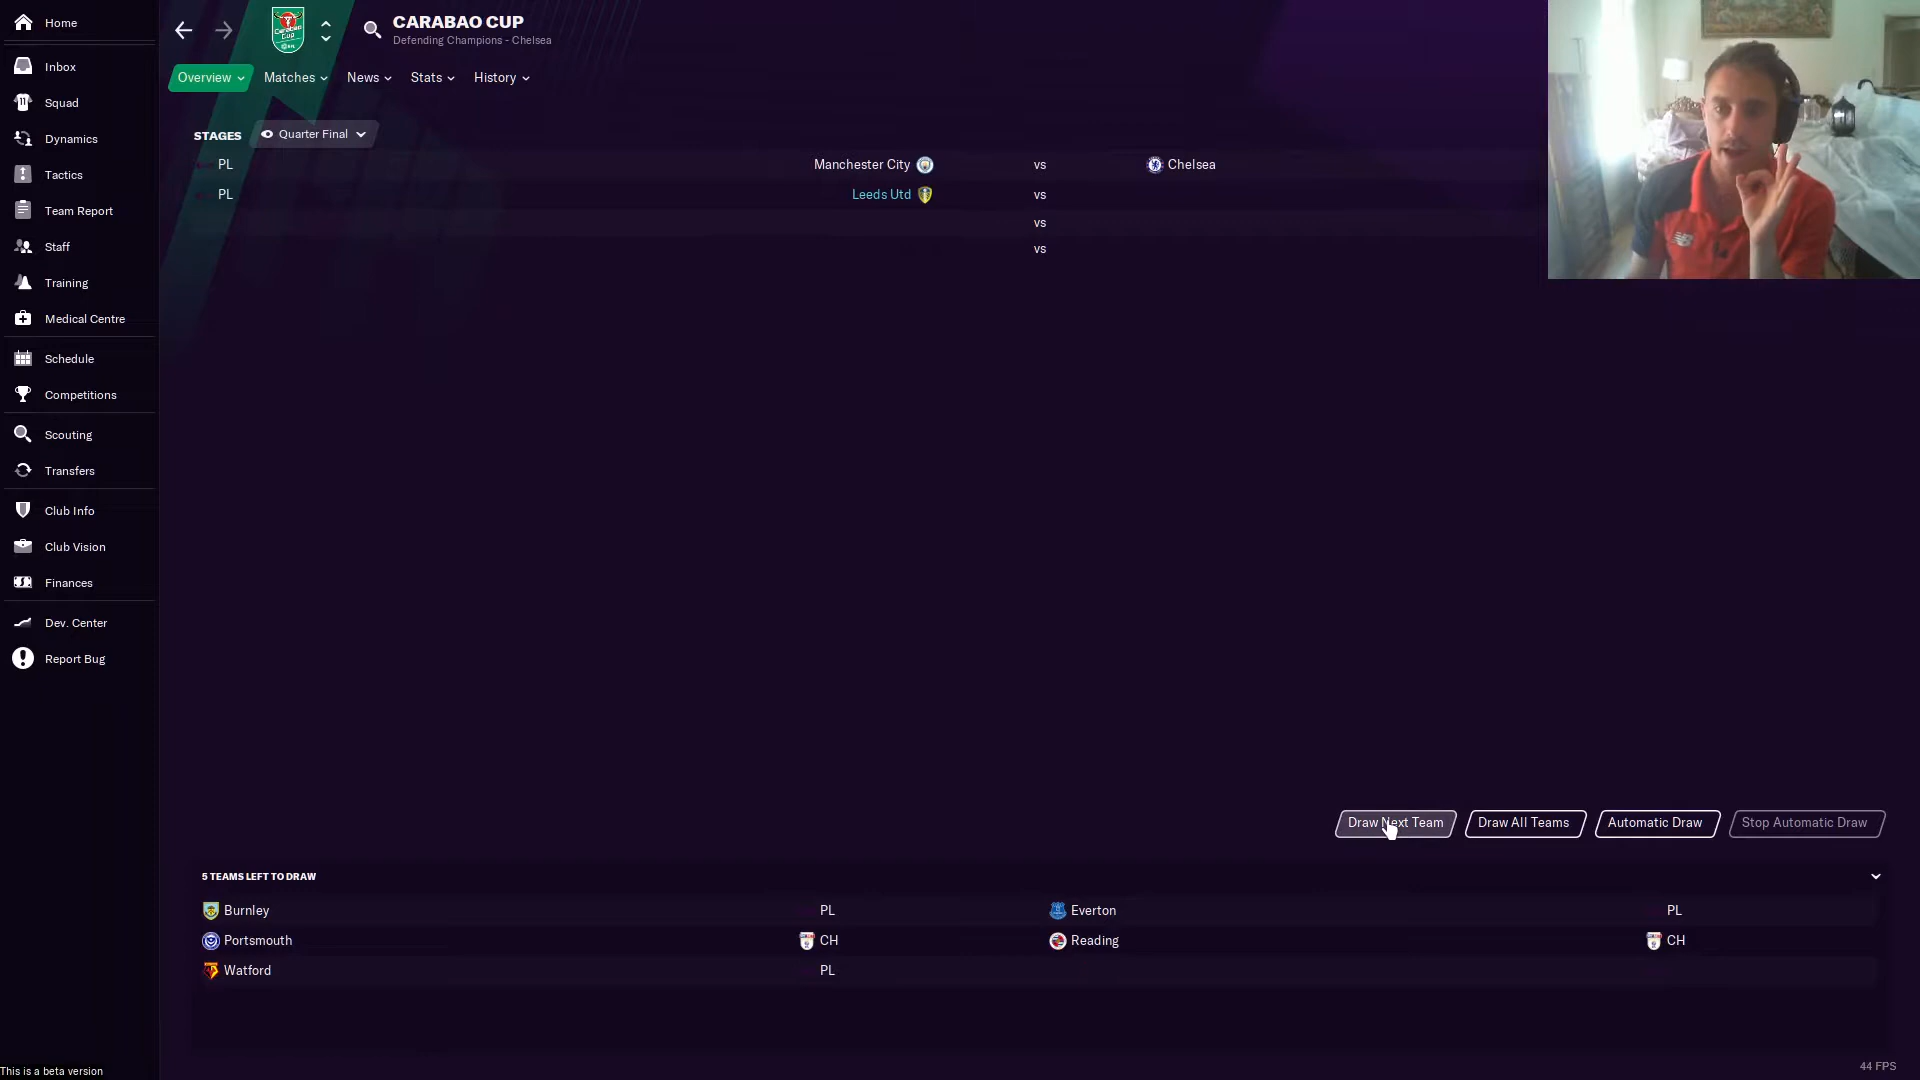 Home
Inbox
Squad
Dynamics
Tactics
Team Report
Staff
Training
Medical Centre
Schedule
Competitions
Scouting
Transfers
Club Info
Club Vision
Finances
Dev. Center
Report Bug
This is a beta version
CARABAO CUP
Defending Champions - Chelsea
Overview Matches News Stats History
STAGES Quarter Final
PL Manchester City vs Chelsea
PL Leeds Utd vs
vs
vs
Draw Next Team Draw All Teams Automatic Draw Stop Automatic Draw
5 TEAMS LEFT TO DRAW
Burnley PL Everton PL
Portsmouth CH Reading CH
Watford PL
44 FPS